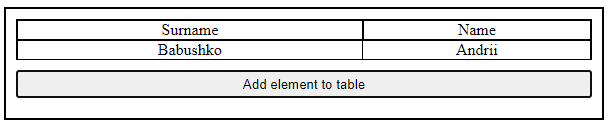 Surname Name
Babushko Andrii
Add element to table